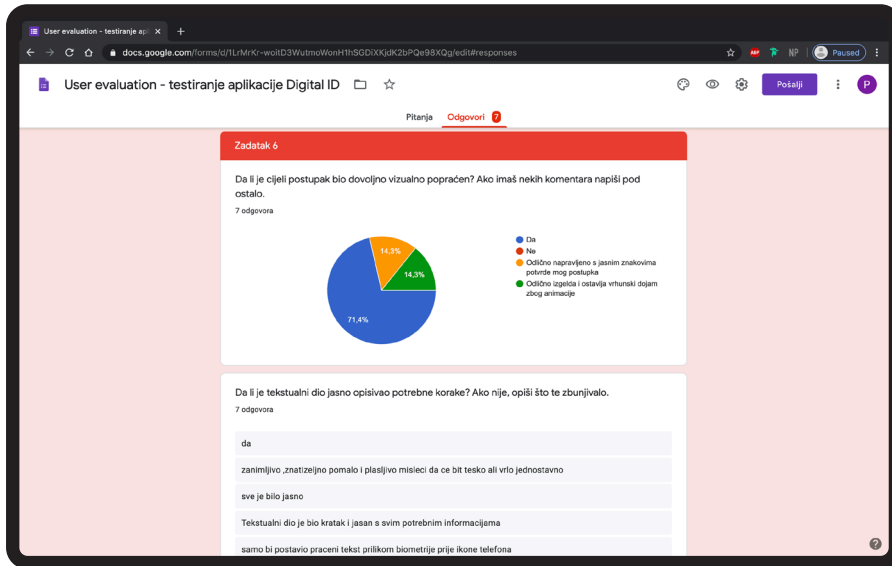 User evaluation - testiranje apl
docs.google.com/forms/d/1LrMrKr-woitD3WutmoWonH1hSGDiXKjdK2bPQe98XQg/edit#responses
ABP
NP
Paused
User evaluation - testiranje aplikacije Digital ID
Pošalji
P
Pitanja
Odgovori 7
Zadatak 6
Da li je cijeli postupak bio dovoljno vizualno popraćen? Ako imaš nekih komentara napiši pod
ostalo.
7 odgovora
14,3%
14,3%
71,4%
Da
Ne
Odlično napravljeno s jasnim znakovima
potvrde mog postupka
Odlično izgelda i ostavlja vrhunski dojam
zbog animacije
Da li je tekstualni dio jasno opisivao potrebne korake? Ako nije, opiši što te zbunjivalo.
7 odgovora
da
zanimljivo ,znatizeljno pomalo i plasljivo misleci da ce bit tesko ali vrlo jednostavno
sve je bilo jasno
Tekstualni dio je bio kratak i jasan s svim potrebnim informacijama
samo bi postavio praceni tekst prilikom biometrije prije ikone telefona